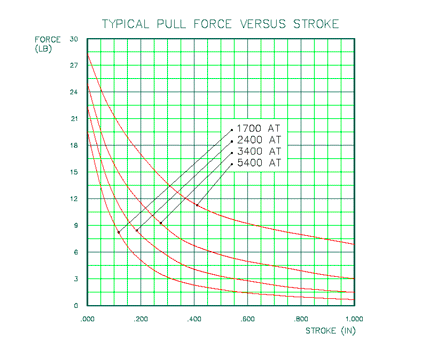 TYPICAL PULL FORCE VERSUS STROKE
FORCE
(LB)
30
27
24
21
18
15
12
9
6
3
0
1700 AT
2400 AT
3400 AT
5400 AT
.000
.200
.400
.600
.800
1.000
STROKE (IN)